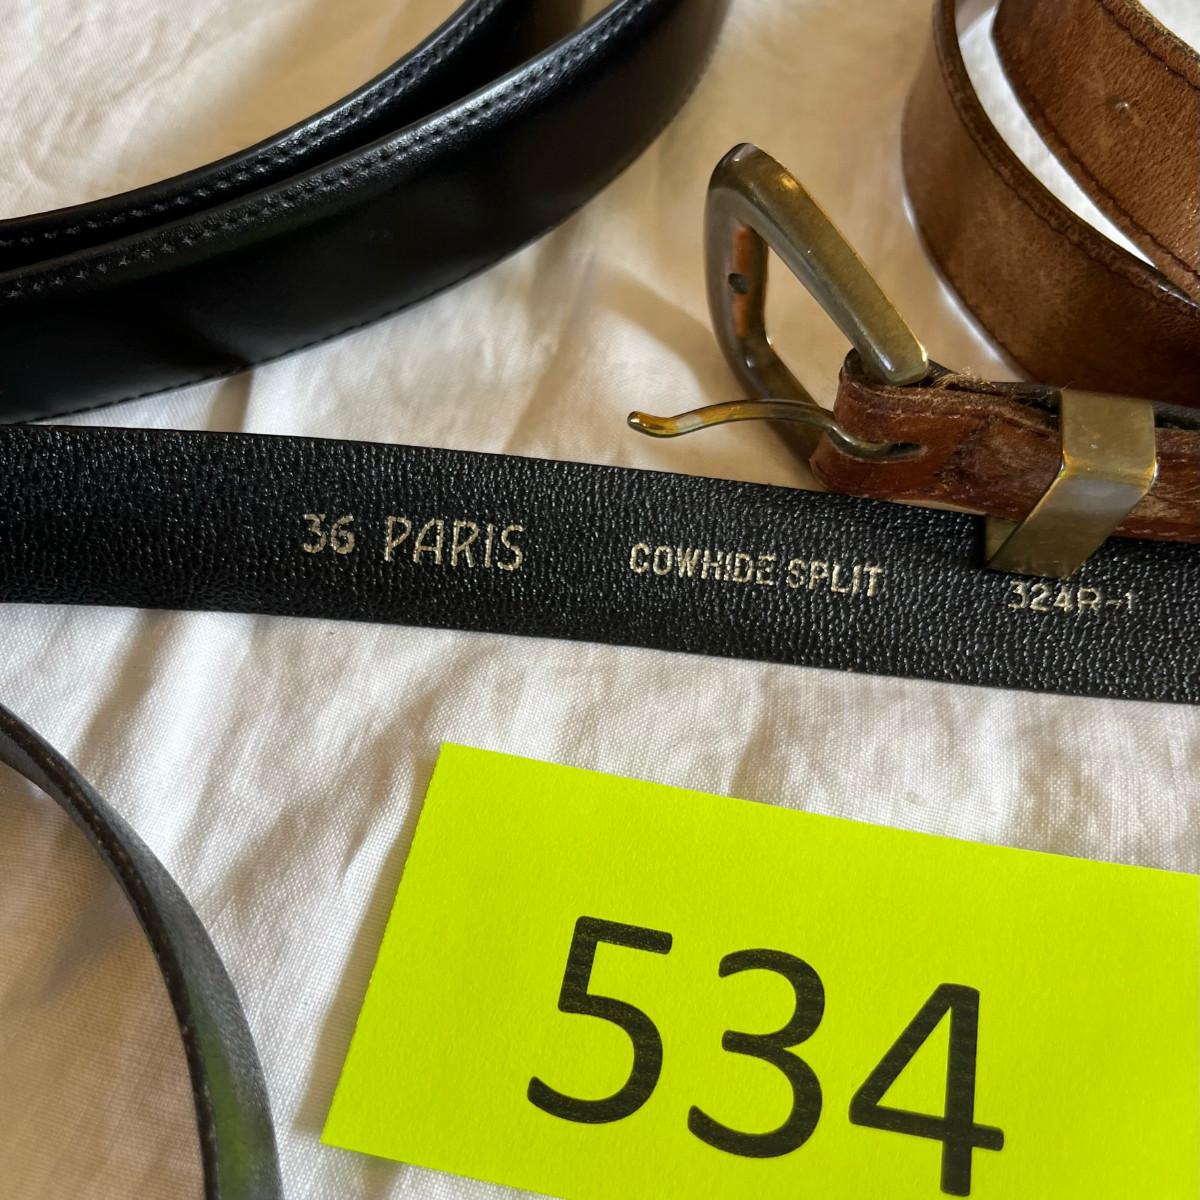 36 PARIS COWHIDE SPLIT 324R-1
534